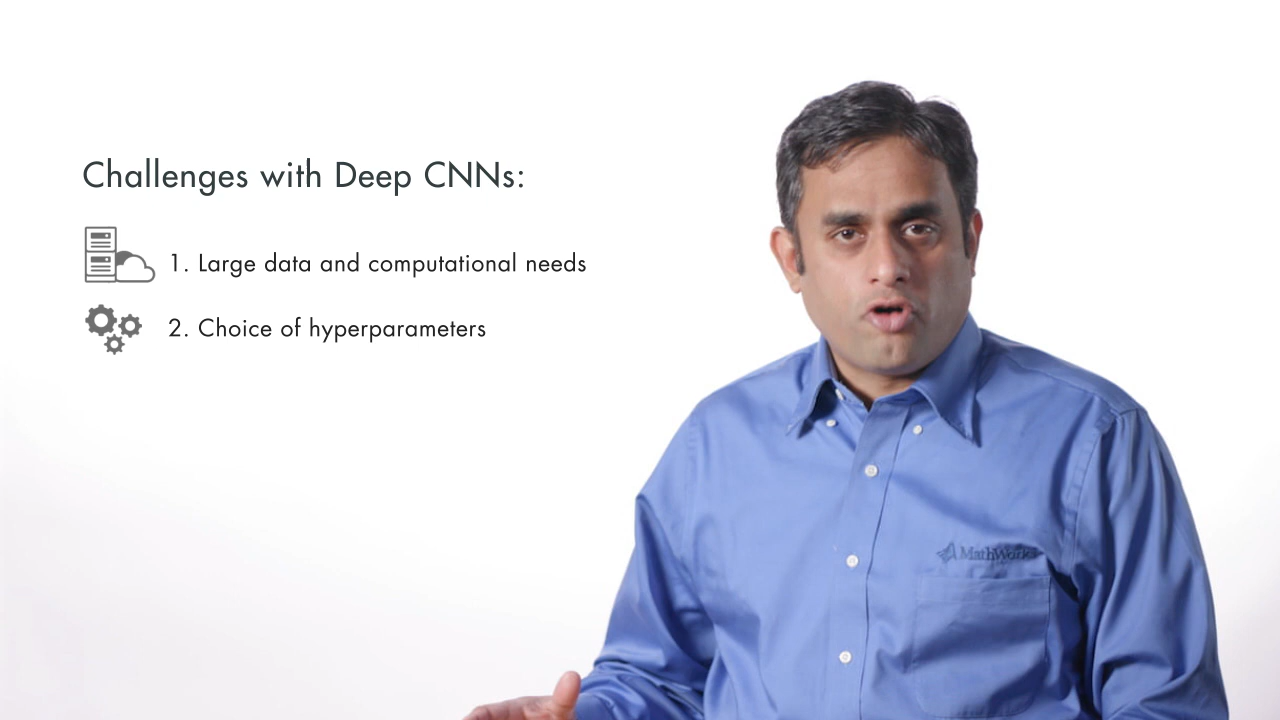 Challenges with Deep CNNs:
1. Large data and computational needs
2. Choice of hyperparameters
MathWorks